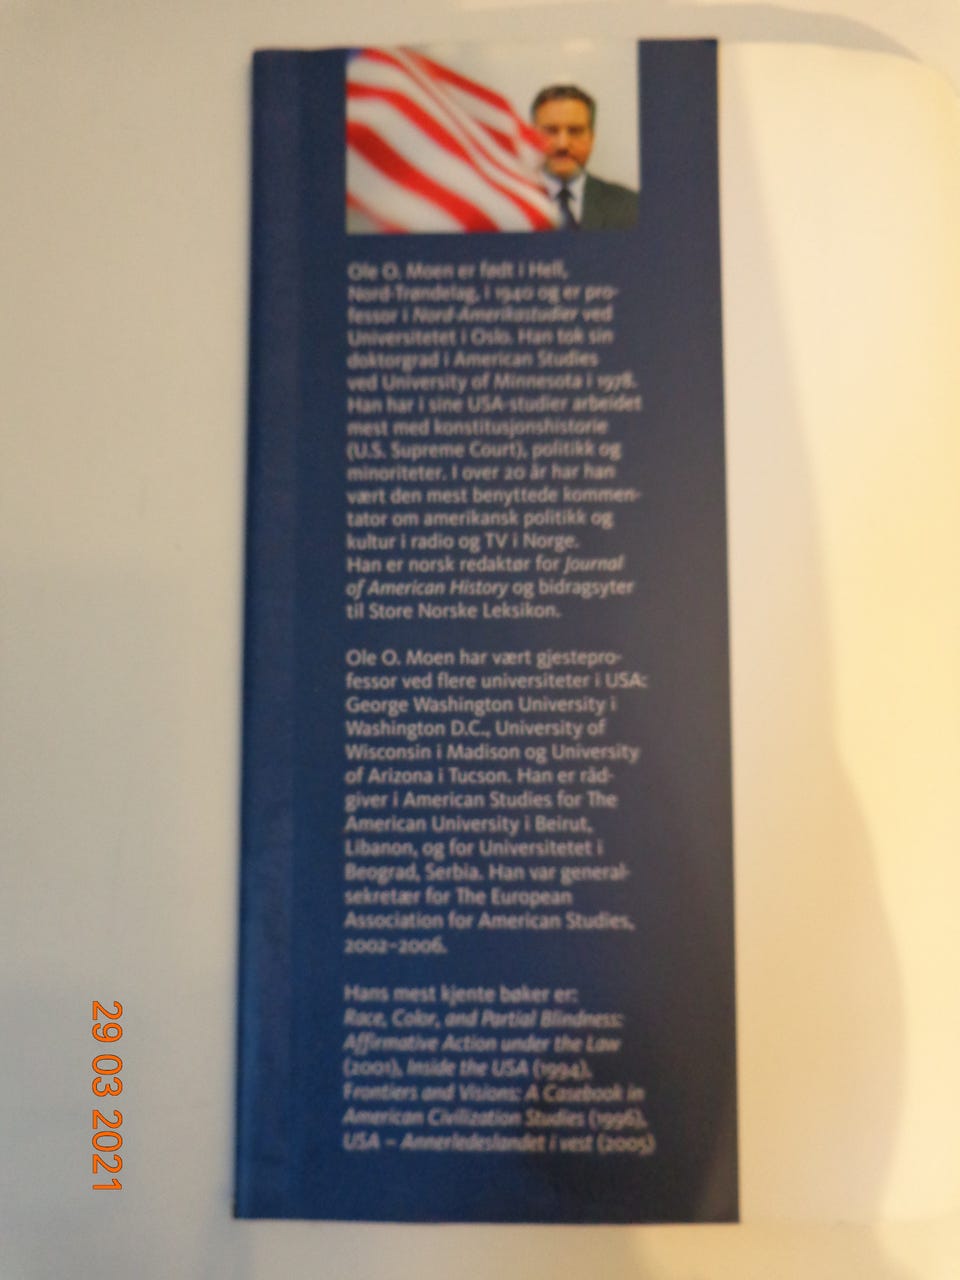 Ole O. Moen er født i Hell,
Nord-Trøndelag, i 1940 og er pro-
fessor i Nord-Amerikastudier ved
Universitetet i Oslo. Han tok sin
doktorgrad i American Studies
ved University of Minnesota i 1978.
Han har i sine USA-studier arbeidet
mest med konstitusjonshistorie
(U.S. Supreme Court), politikk og
minoriteter. I over 20 år har han
vært den mest benyttede kommen-
tator om amerikansk politikk og
kultur i radio og TV i Norge.
Han er norsk redaktør for Journal
of American History og bidragsyter
til Store Norske Leksikon.
Ole O. Moen har vært gjestepro-
fessor ved flere universiteter i USA:
George Washington University i
Washington D.C., University of
Wisconsin i Madison og University
of Arizona i Tucson. Han er råd-
giver i American Studies for The
American University i Beirut,
Libanon, og for Universitetet i
Beograd, Serbia. Han var general-
sekretær for The European
Association for American Studies,
2002–2006.
Hans mest kjente bøker er:
Race, Color, and Partial Blindness:
Affirmative Action under the Law
(2001), Inside the USA (1994),
Frontiers and Visions: A Casebook in
American Civilization Studies (1996),
USA – Annerledeslandet i vest (2005)
29 03 2021